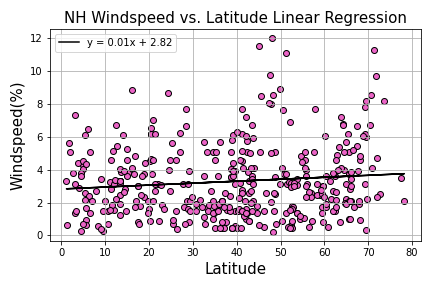 NH Windspeed vs. Latitude Linear Regression
y = 0.01x + 2.82
Windspeed(%)
12
10
8
6
4
2
0
0 10 20 30 40 50 60 70 80
Latitude